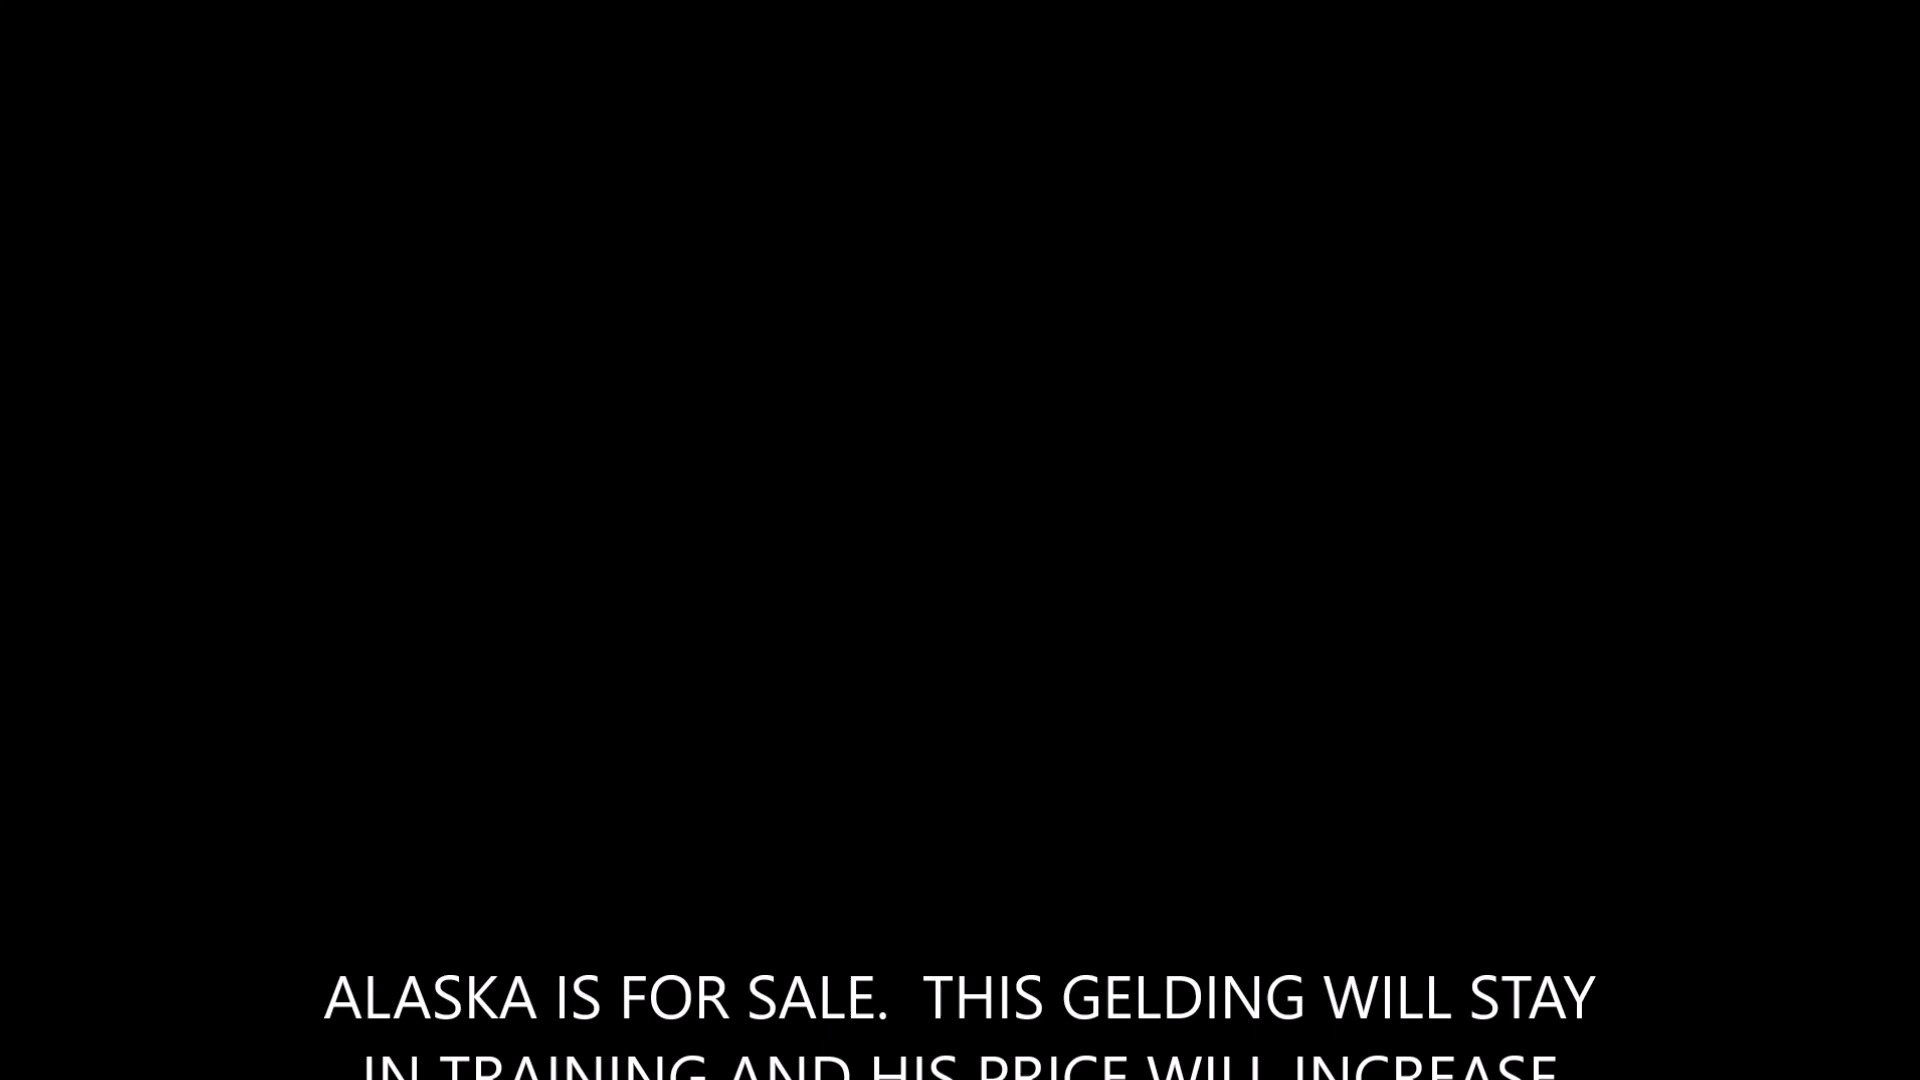 ALASKA IS FOR SALE.  THIS GELDING WILL STAY
IN TRAINING AND HIS PRICE WILL INCREASE